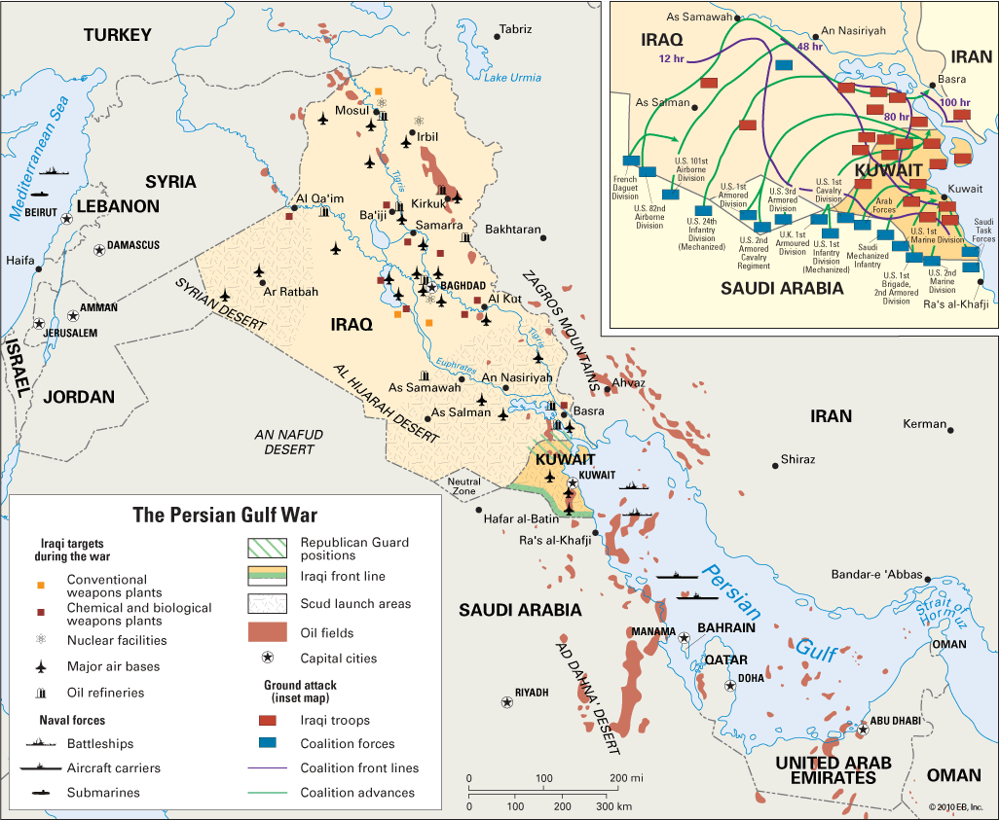 TURKEY
Tabriz
Lake Urmia
Mediterranean Sea
Mosul
Irbil
SYRIA
Tigris
LEBANON
BEIRUT
Al Qa'im
Kirkuk
Ba'iji
Samarra
Bakhtaran
DAMASCUS
Haifa
BAGHDAD
Ar Ratbah
Al Kut
SYRIAN DESERT
ZAGROS MOUNTAINS
AMMAN
JERUSALEM
IRAQ
Tigris
ISRAEL
Euphrates
JORDAN
AL HIJARAH DESERT
As Samawah
An Nasiriyah
Ahvaz
As Salman
Basra
IRAN
Kerman
AN NAFUD
DESERT
KUWAIT
KUWAIT
Shiraz
Neutral
Zone
Hafar al-Batin
Ra's al-Khafji
Persian
Gulf
Bandar-e 'Abbas
Strait of
Hormuz
SAUDI ARABIA
MANAMA
BAHRAIN
OMAN
QATAR
DOHA
AD DAHNA' DESERT
RIYADH
ABU DHABI
UNITED ARAB
EMIRATES
OMAN
0 100 200 mi
0 100 200 300 km
© 2010 EB, Inc.
The Persian Gulf War
Iraqi targets
during the war
Conventional
weapons plants
Chemical and biological
weapons plants
Nuclear facilities
Major air bases
Oil refineries
Naval forces
Battleships
Aircraft carriers
Submarines
Republican Guard
positions
Iraqi front line
Scud launch areas
Oil fields
Capital cities
Ground attack
(inset map)
Iraqi troops
Coalition forces
Coalition front lines
Coalition advances
As Samawah
An Nasiriyah
IRAQ
48 hr
12 hr
IRAN
Basra
As Salman
100 hr
80 hr
KUWAIT
Kuwait
French
Daguet
Division
U.S. 82nd
Airborne
Division
U.S. 101st
Airborne
Division
U.S. 24th
Infantry
Division
(Mechanized)
U.S. 1st
Armored
Division
U.S. 2nd
Armored
Cavalry
Regiment
U.S. 3rd
Armored
Division
U.K. 1st
Armoured
Division
U.S. 1st
Cavalry
Division
U.S. 1st
Infantry
Division
(Mechanized)
Arab
Forces
Saudi
Mechanized
Infantry
U.S. 1st
Marine Division
U.S. 1st
Brigade,
2nd Armored
Division
U.S. 2nd
Marine
Division
Saudi
Task
Forces
SAUDI ARABIA
Ra's al-Khafji